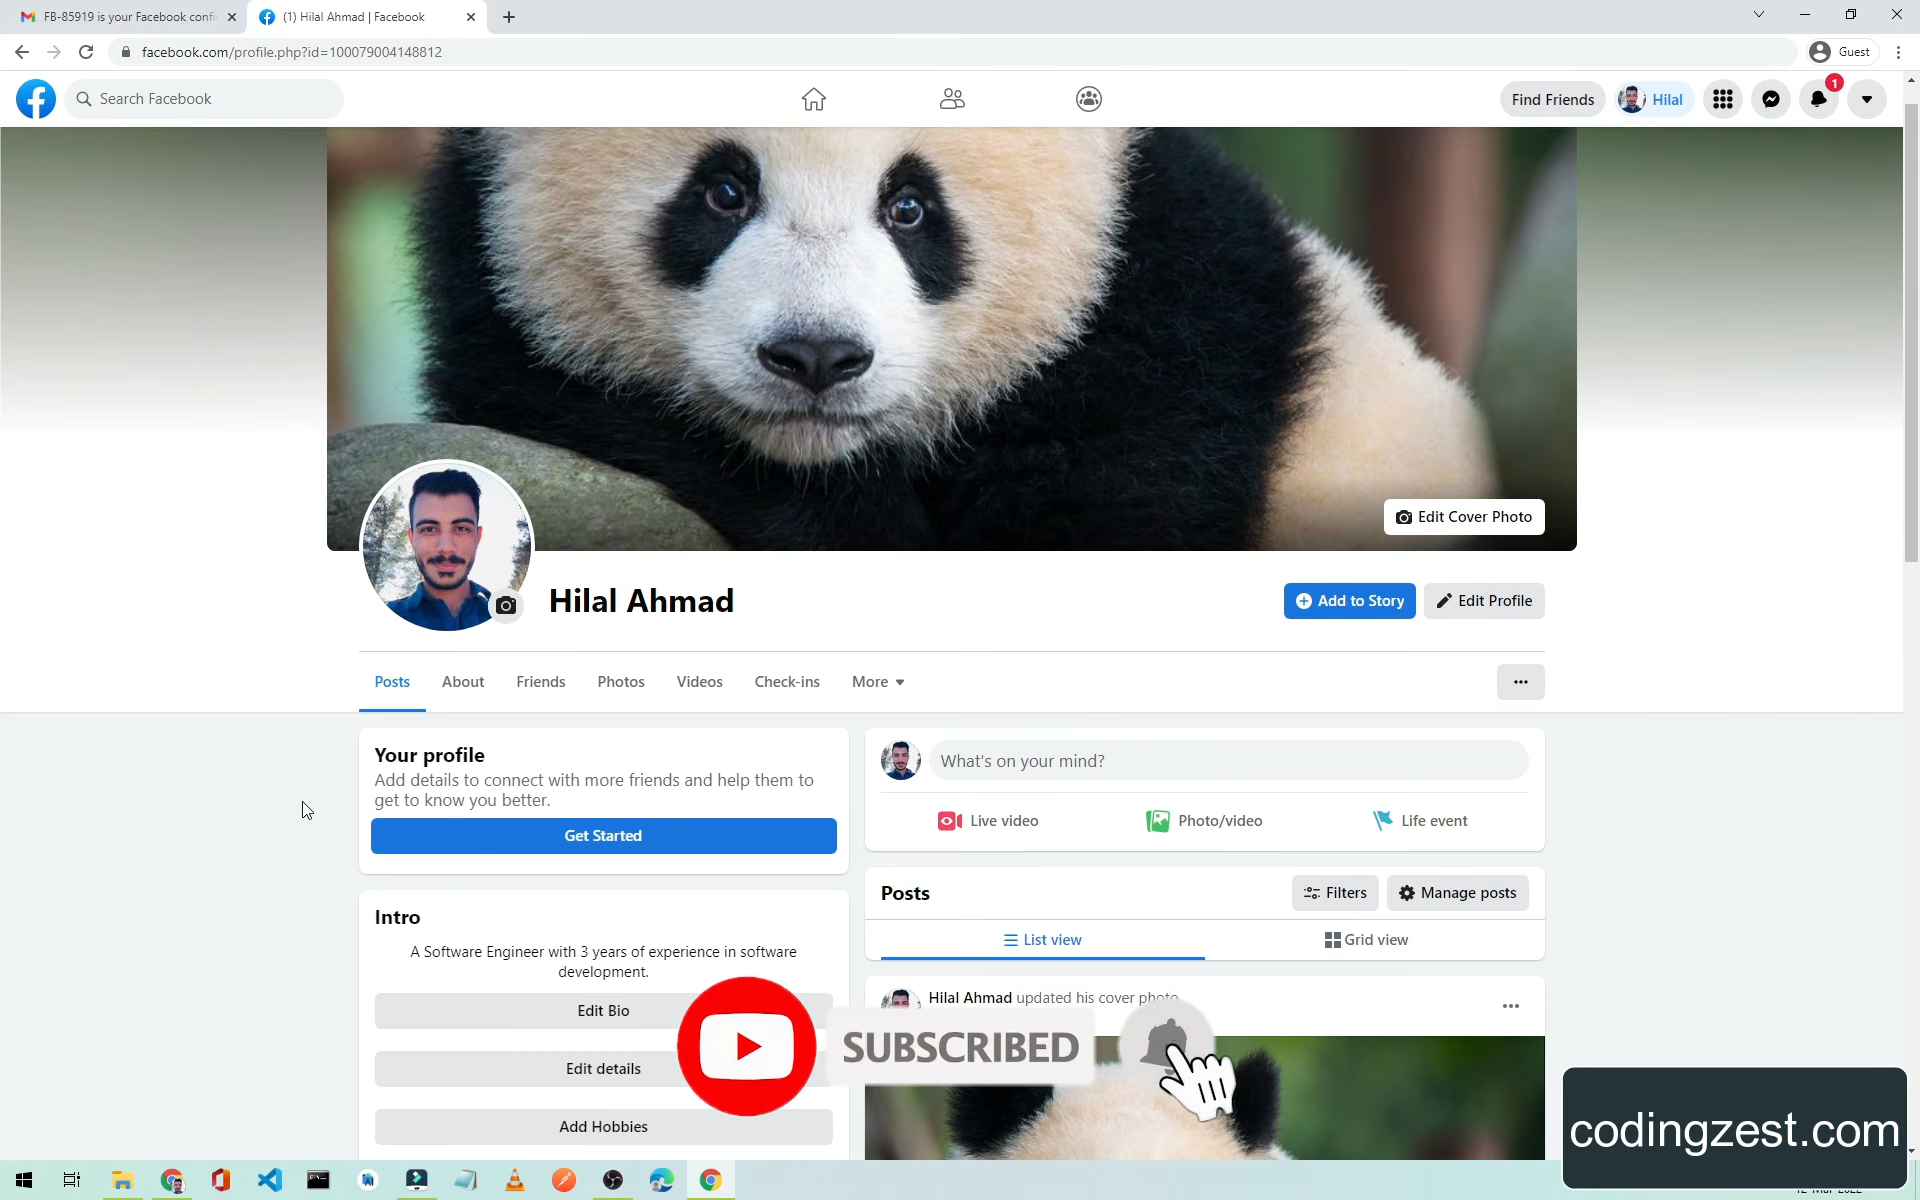 FB-85919 is your Facebook confi
(1) Hilal Ahmad | Facebook
facebook.com/profile.php?id=100079004148812
Guest
Search Facebook
Find Friends
Hilal
1
Edit Cover Photo
Hilal Ahmad
Add to Story
Edit Profile
Posts
About
Friends
Photos
Videos
Check-ins
More
Your profile
Add details to connect with more friends and help them to
get to know you better.
Get Started
What's on your mind?
Live video
Photo/video
Life event
Intro
A Software Engineer with 3 years of experience in software
development.
Edit Bio
Edit details
Add Hobbies
Posts
Filters
Manage posts
List view
Grid view
Hilal Ahmad updated his cover photo
SUBSCRIBED
codingzest.com